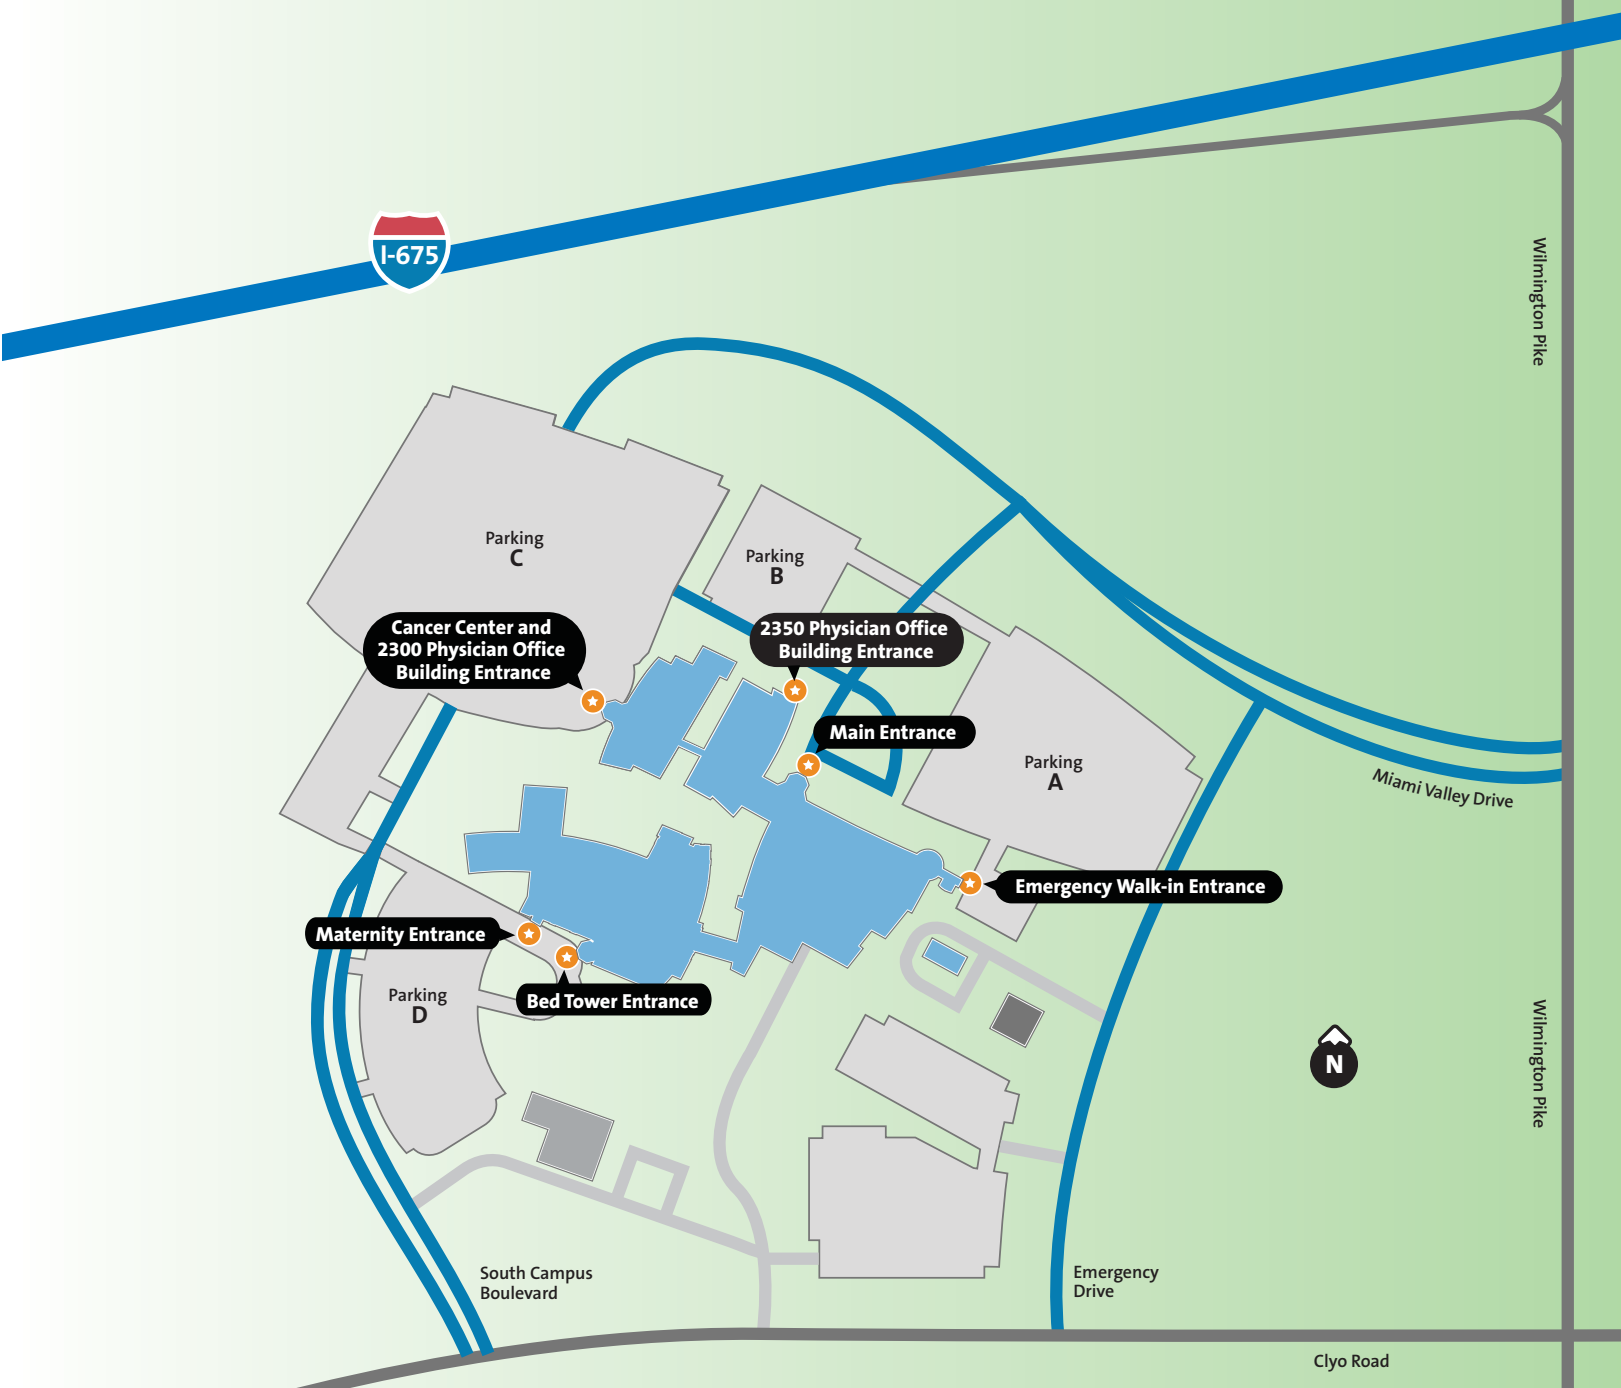 I-675
Wilmington Pike
Parking
C
Parking
B
Cancer Center and
2300 Physician Office
Building Entrance
2350 Physician Office
Building Entrance
Main Entrance
Parking
A
Miami Valley Drive
Emergency Walk-in Entrance
Maternity Entrance
Parking
D
Bed Tower Entrance
N
Wilmington Pike
South Campus
Boulevard
Emergency
Drive
Clyo Road